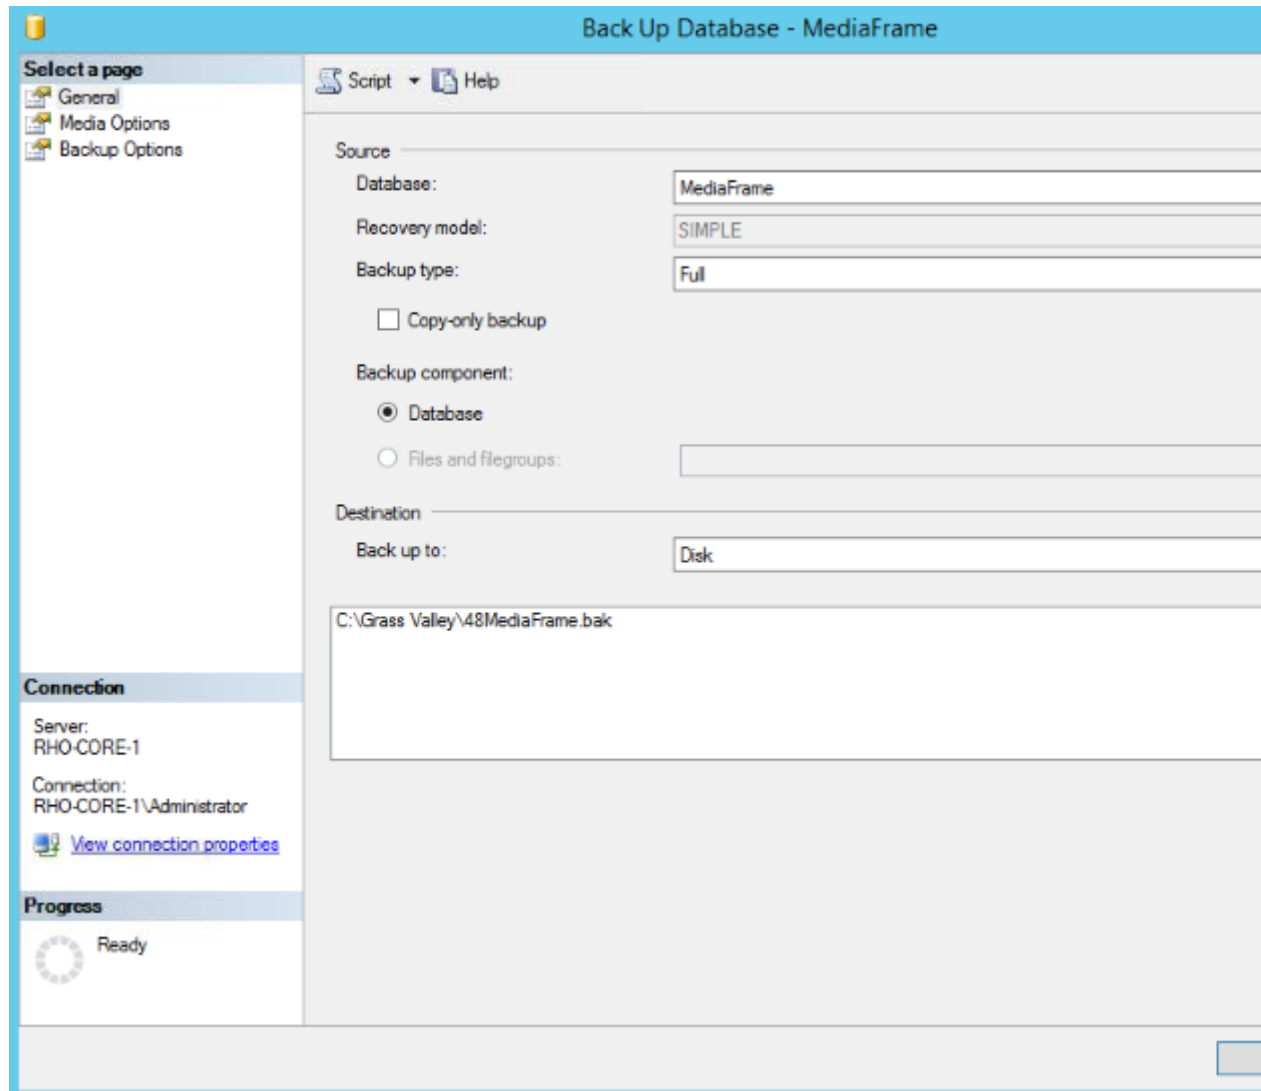 Back Up Database - MediaFrame
Select a page
General
Media Options
Backup Options
Script
Help
Source
Database:
MediaFrame
Recovery model:
SIMPLE
Backup type:
Full
Copy-only backup
Backup component:
Database
Files and filegroups:
Destination
Back up to:
Disk
C:\Grass Valley\48MediaFrame.bak
Connection
Server:
RHO-CORE-1
Connection:
RHO-CORE-1\Administrator
View connection properties
Progress
Ready